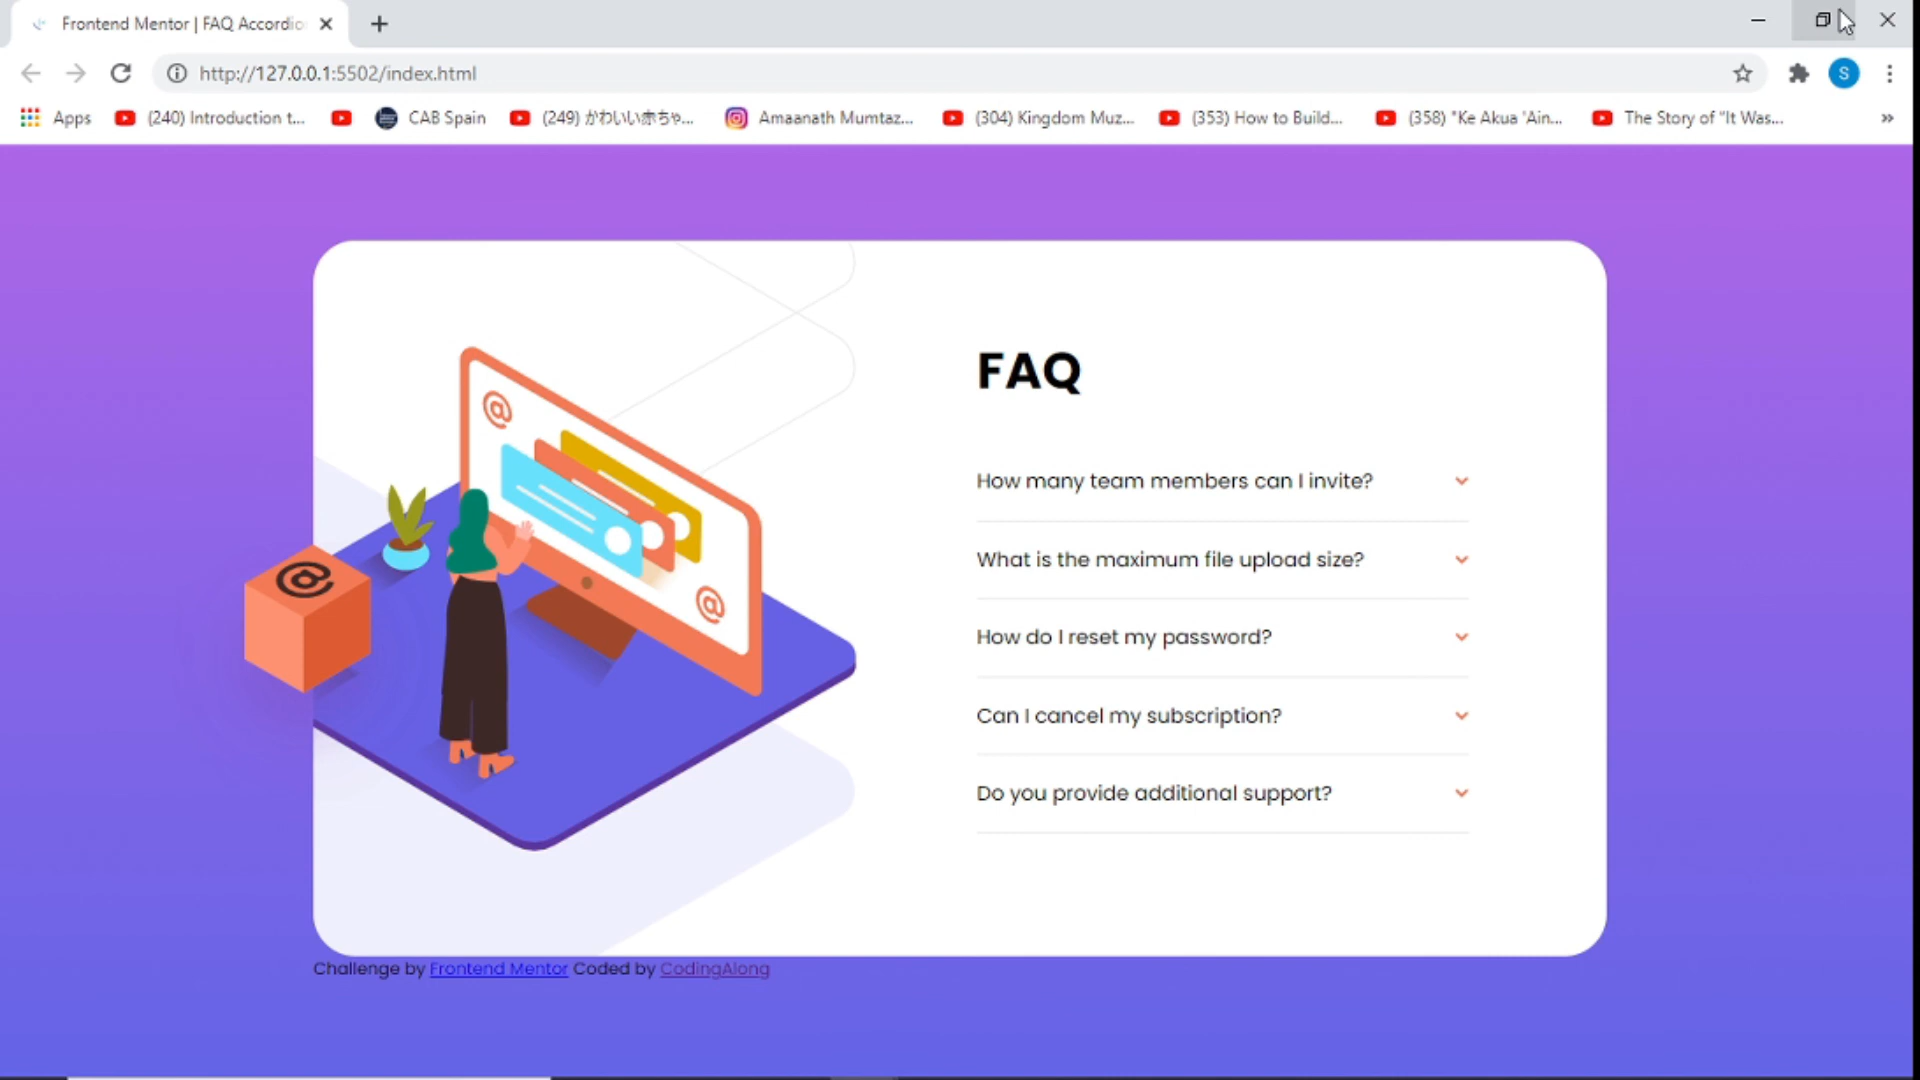 Frontend Mentor | FAQ Accordio
http://127.0.0.1:5502/index.html
S
Apps
(240) Introduction t...
CAB Spain
(249) かわいい赤ちゃ...
Amaanath Mumtaz...
(304) Kingdom Muz...
(353) How to Build...
(358) "Ke Akua 'Ain...
The Story of "It Was...
»
@
@
@
FAQ
How many team members can I invite?
What is the maximum file upload size?
How do I reset my password?
Can I cancel my subscription?
Do you provide additional support?
Challenge by Frontend Mentor Coded by CodingAlong